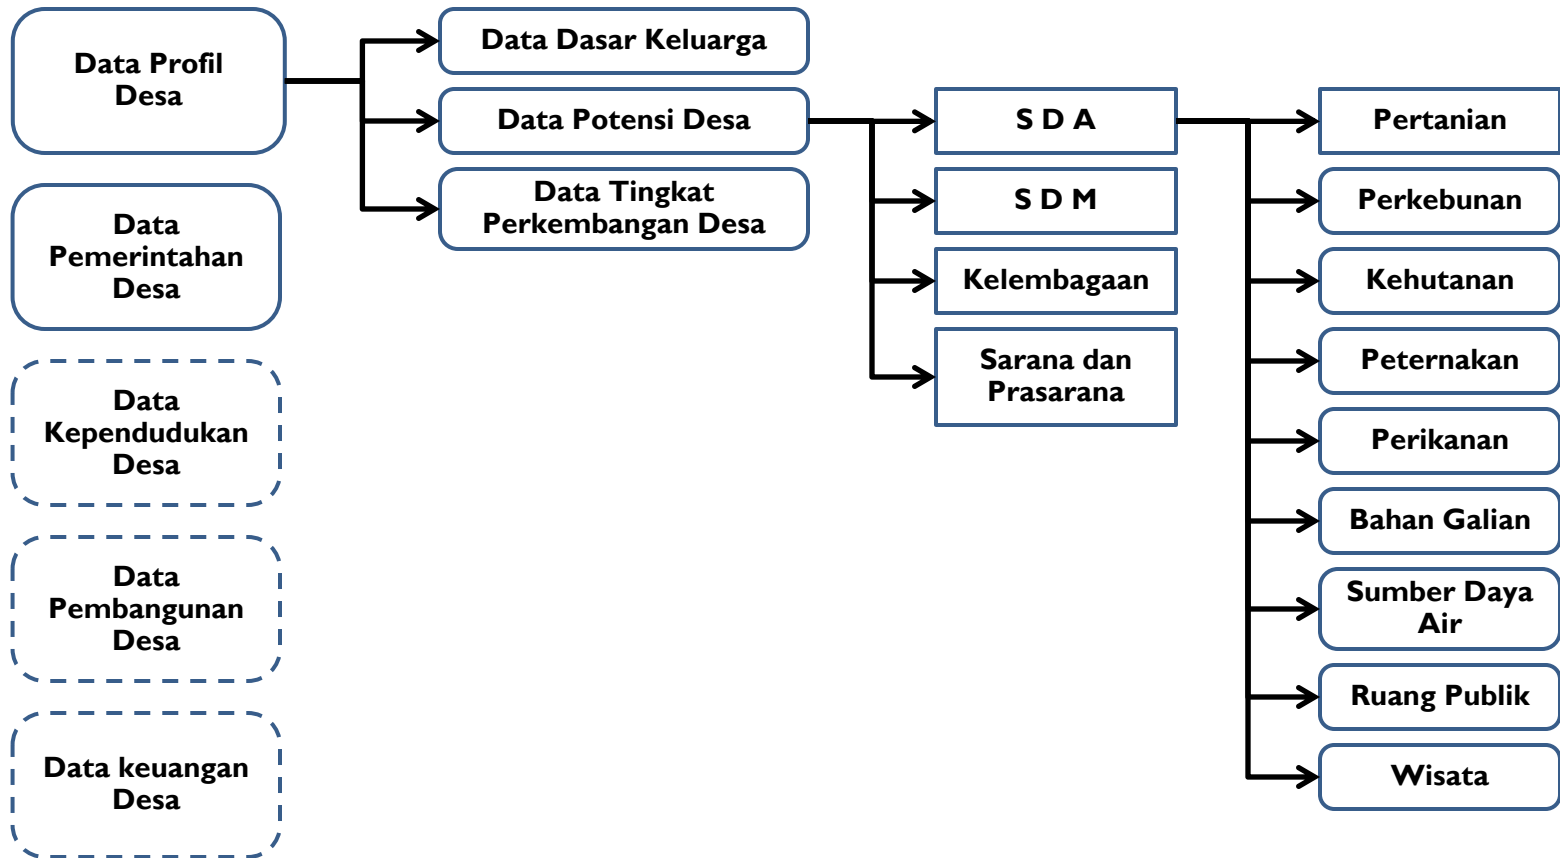 Data Profil
Desa
Data
Pemerintahan
Desa
Data
Kependudukan
Desa
Data
Pembangunan
Desa
Data keuangan
Desa
Data Dasar Keluarga
Data Potensi Desa
Data Tingkat
Perkembangan Desa
S D A
S D M
Kelembagaan
Sarana dan
Prasarana
Pertanian
Perkebunan
Kehutanan
Peternakan
Perikanan
Bahan Galian
Sumber Daya
Air
Ruang Publik
Wisata